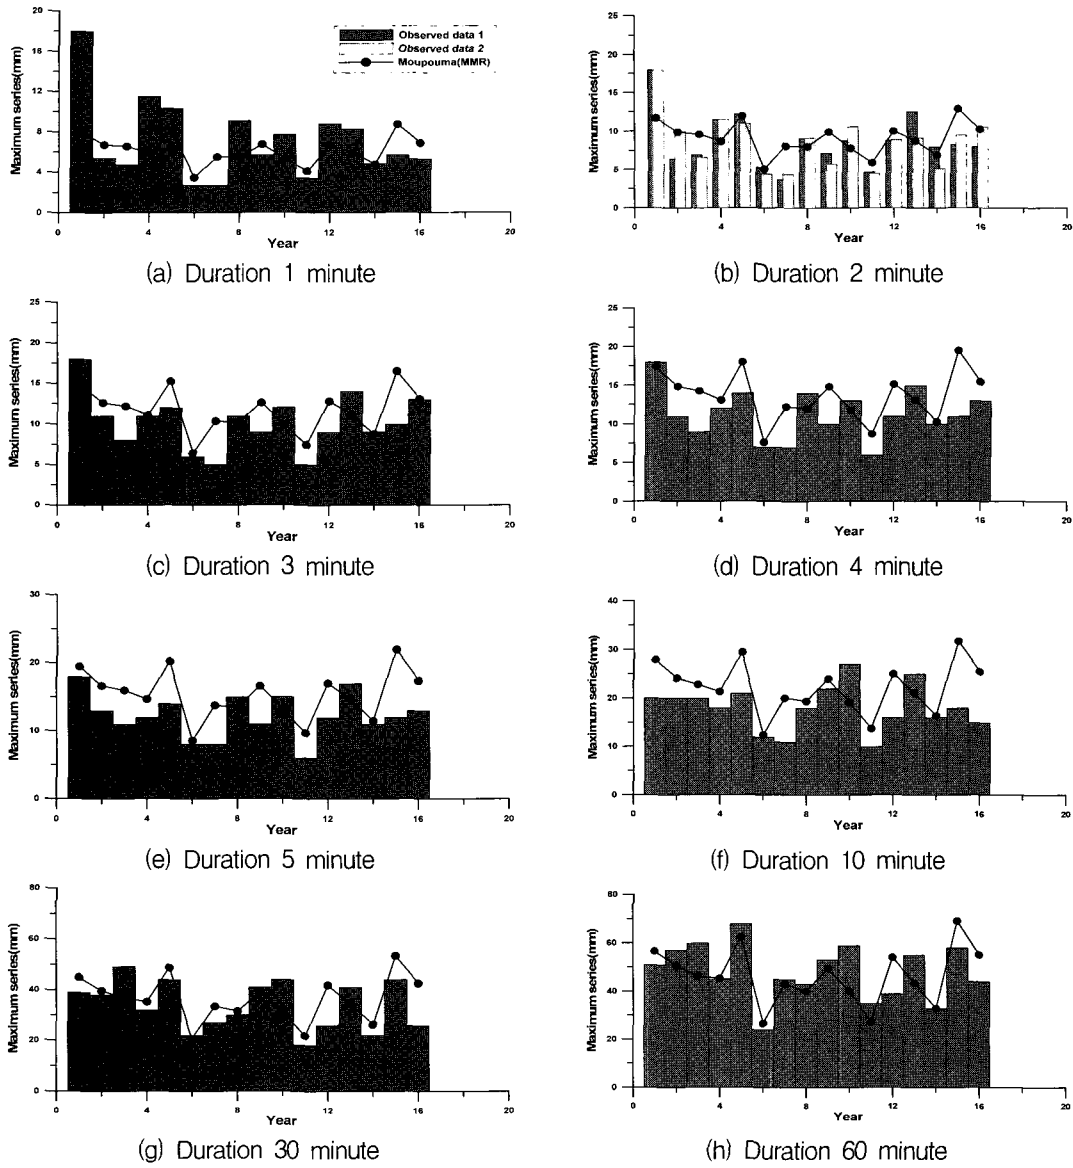 Observed data 1
Observed data 2
Moupouma(MMR)
Maximum series(mm)
20
16
12
8
4
0
0 4 8 12 16 20
Year
(a) Duration 1 minute
Maximum series(mm)
25
20
15
10
5
0
0 4 8 12 16 20
Year
(b) Duration 2 minute
Maximum series(mm)
25
20
15
10
5
0
0 4 8 12 16 20
Year
(c) Duration 3 minute
Maximum series(mm)
25
20
15
10
5
0
0 4 8 12 16 20
Year
(d) Duration 4 minute
Maximum series(mm)
30
20
10
0
0 4 8 12 16 20
Year
(e) Duration 5 minute
Maximum series(mm)
40
30
20
10
0
0 4 8 12 16 20
Year
(f) Duration 10 minute
Maximum series(mm)
80
60
40
20
0
0 4 8 12 16 20
Year
(g) Duration 30 minute
Maximum series(mm)
80
60
40
20
0
0 4 8 12 16 20
Year
(h) Duration 60 minute